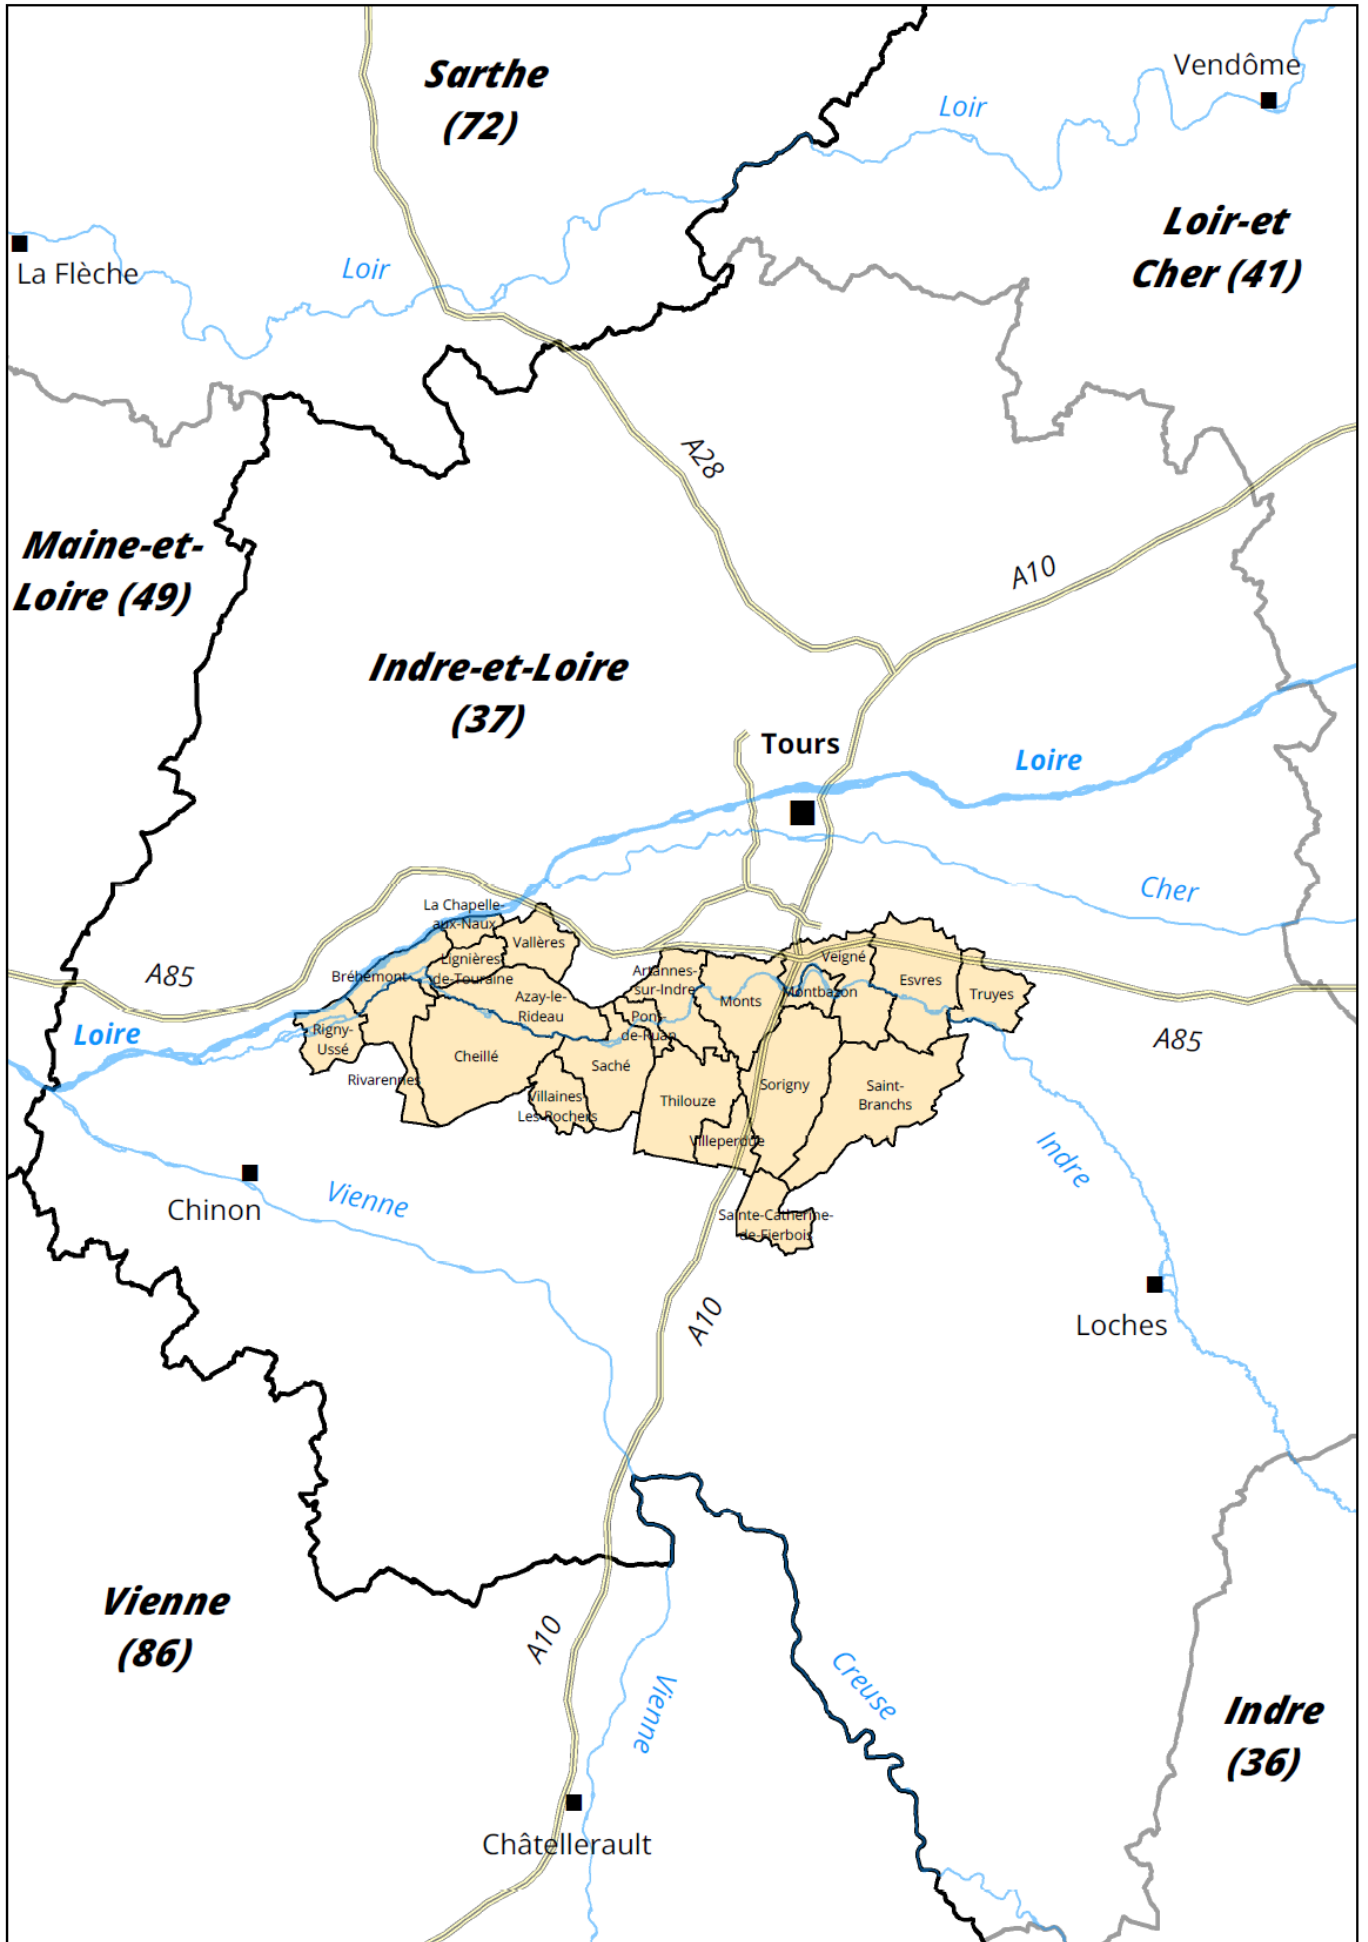 Sarthe
(72)
Vendôme
Loir
Loir-et
Cher (41)
La Flèche
Loir
A28
Maine-et-
Loire (49)
A10
Indre-et-Loire
(37)
Tours
Loire
Cher
La Chapelle-
aux-Naux
Vallères
Lignières-
de-Touraine
Bréhémont
A85
Azay-le-
Rideau
Artannes-
sur-Indre
Monts
Veigné
Montbazon
Esvres
Truyes
Loire
Rigny-
Ussé
Pont-
de-Ruan
A85
Cheillé
Saché
Rivarennes
Villaines-
Les-Rochers
Thilouze
Sorigny
Saint-
Branchs
Villeperdue
Indre
Chinon
Vienne
Sainte-Catherine-
de-Fierbois
A10
Loches
Vienne
(86)
A10
Vienne
Creuse
Indre
(36)
Châtellerault